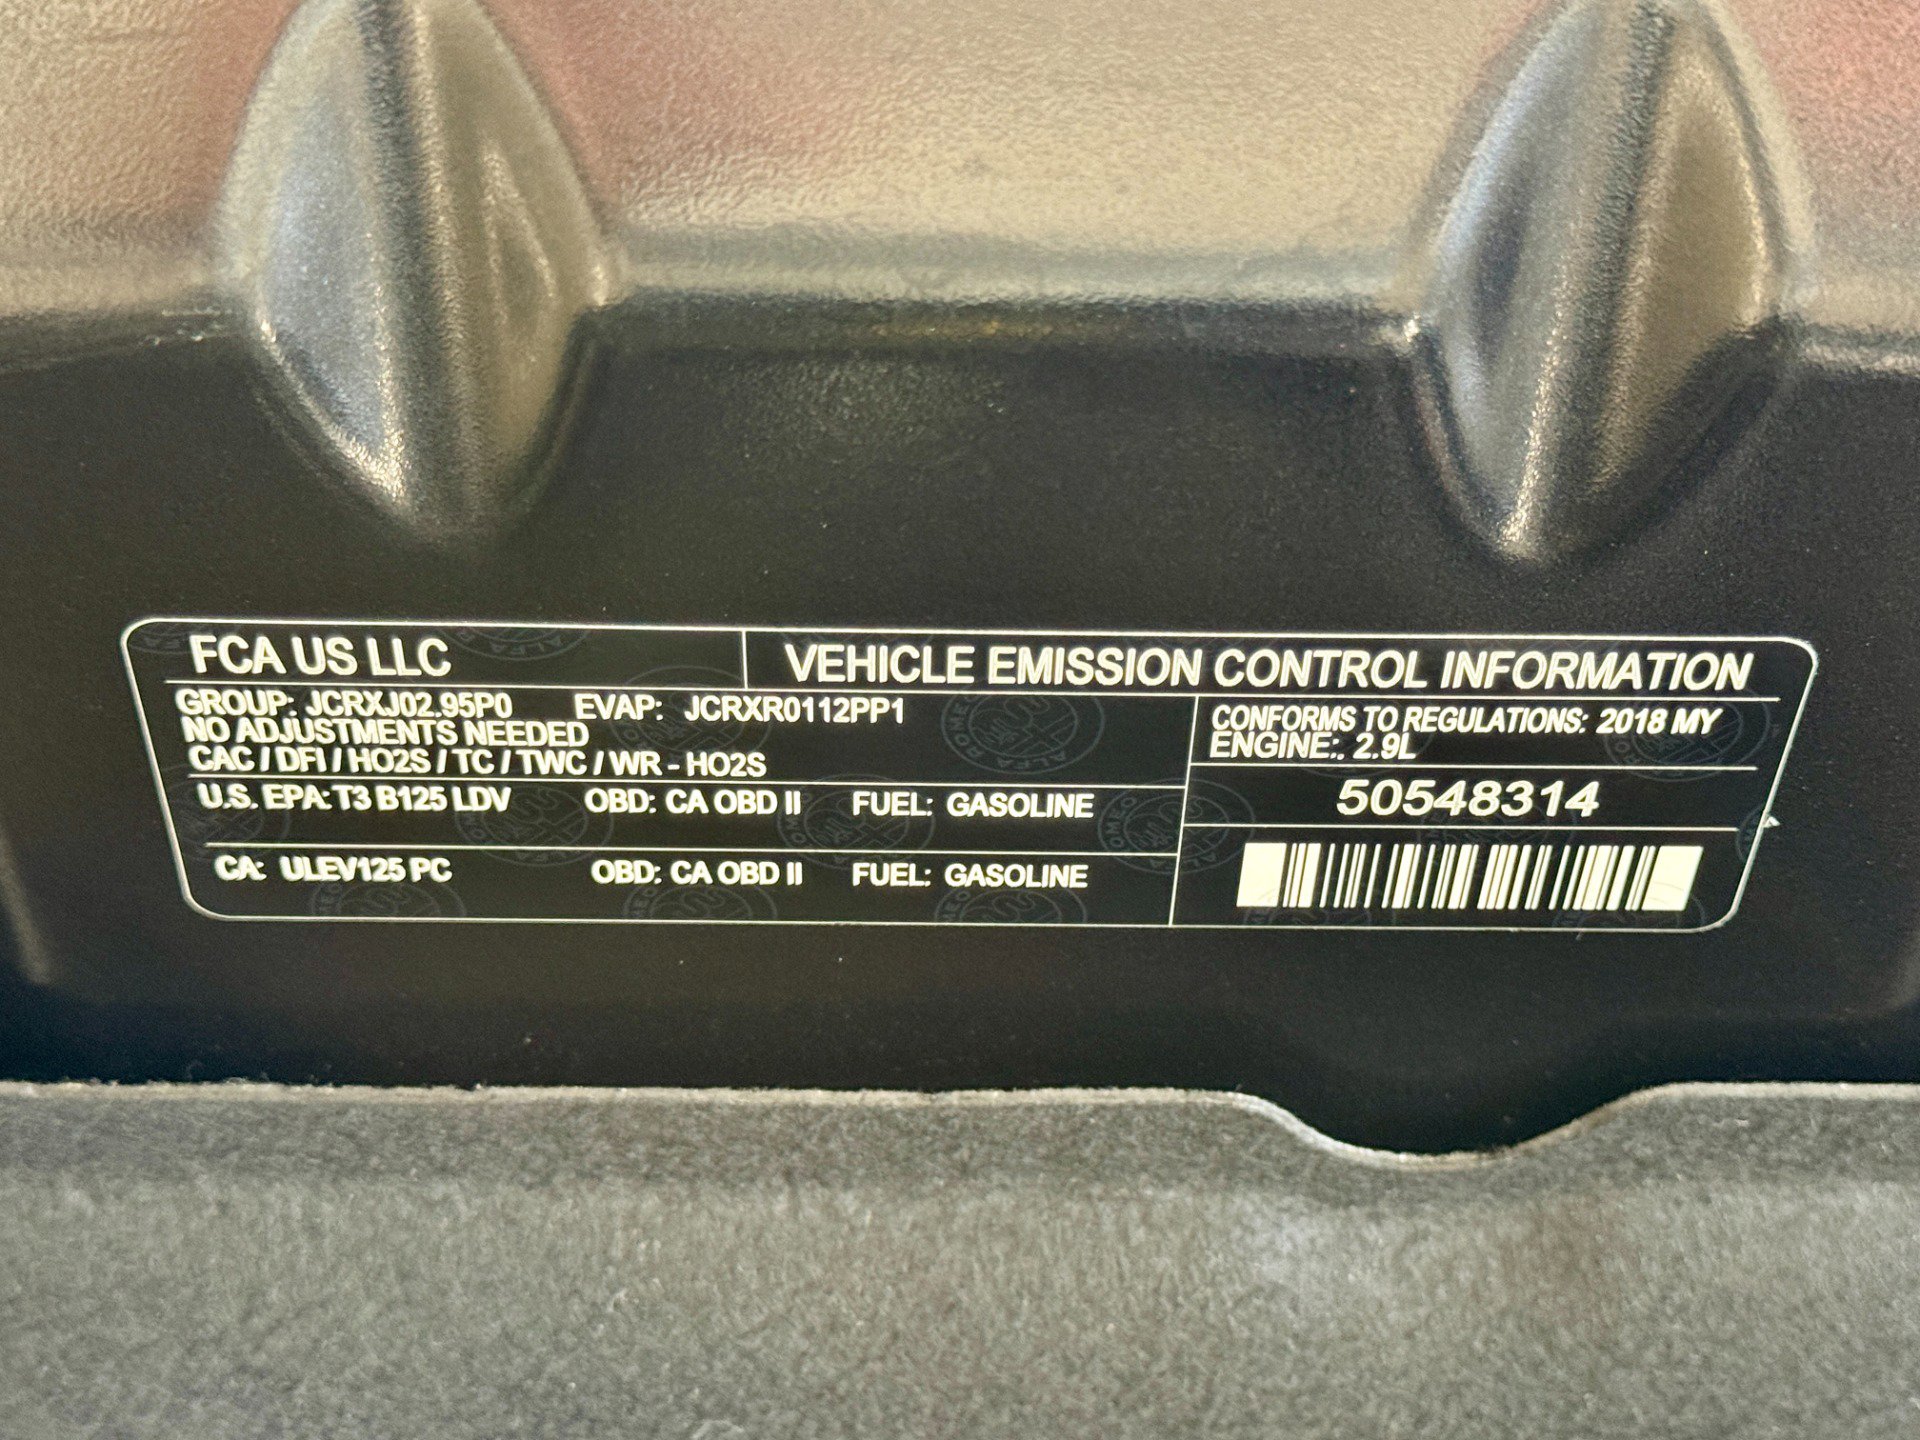 FCA US LLC
VEHICLE EMISSION CONTROL INFORMATION
GROUP: JCRXJ02.95P0 EVAP: JCRXR0112PP1
NO ADJUSTMENTS NEEDED
CAC / DFI / HO2S / TC / TWC / WR - HO2S
CONFORMS TO REGULATIONS: 2018 MY
ENGINE:. 2.9L
50548314
U.S. EPA: T3 B125 LDV OBD: CA OBD II FUEL: GASOLINE
CA: ULEV125 PC OBD: CA OBD II FUEL: GASOLINE
ALFA ROMEO